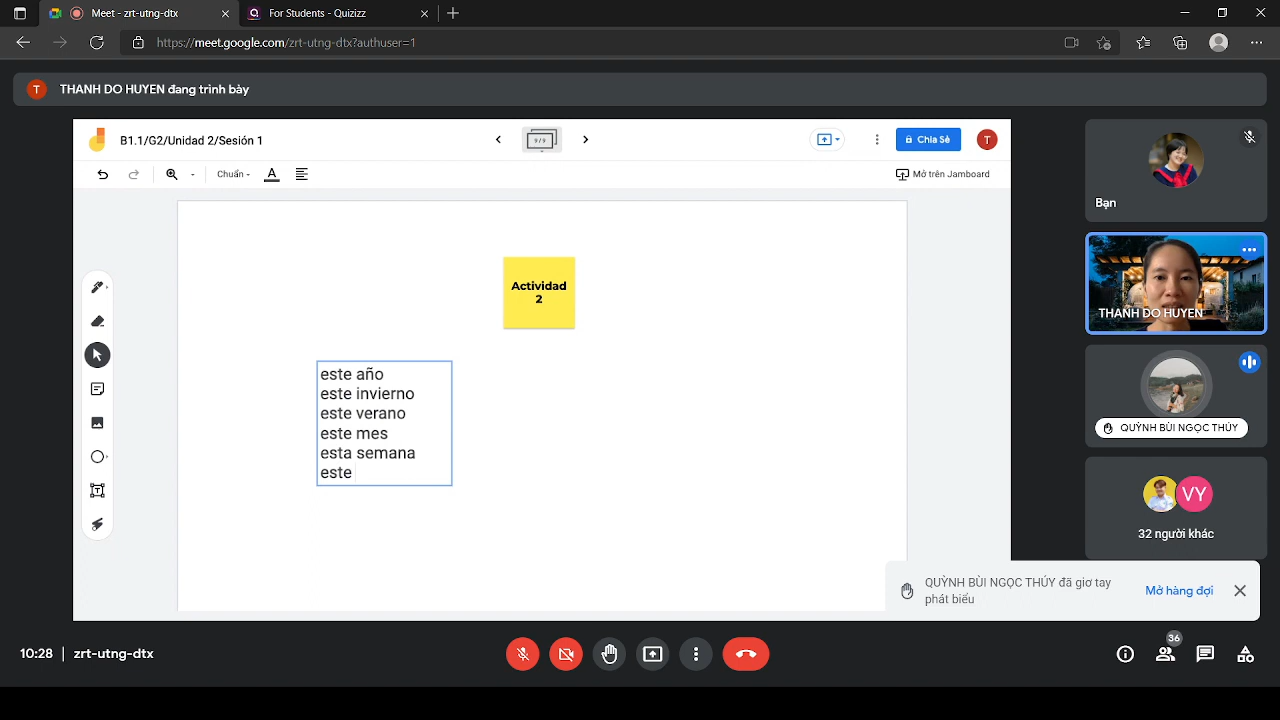 Meet - zrt-utng-dtx
For Students - Quizizz
https://meet.google.com/zrt-utng-dtx?authuser=1
T
THANH DO HUYEN đang trình bày
B1.1/G2/Unidad 2/Sesión 1
9/9
Chia Sẻ
T
Chuẩn
A
Mở trên Jamboard
Actividad
2
este año
este invierno
este verano
este mes
esta semana
este
Bạn
THANH DO HUYEN
QUỲNH BÙI NGỌC THÚY
VY
32 người khác
QUỲNH BÙI NGỌC THÚY đã giơ tay
phát biểu
Mở hàng đợi
10:28 | zrt-utng-dtx
36